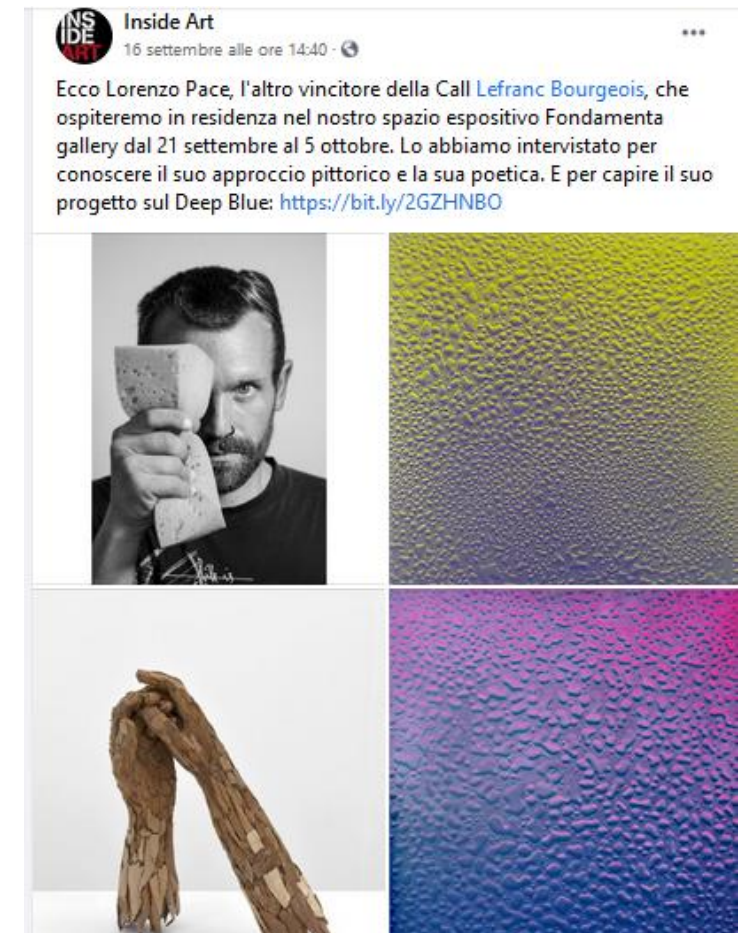 INS
IDE
ART
Inside Art
16 settembre alle ore 14:40 ·
Ecco Lorenzo Pace, l'altro vincitore della Call Lefranc Bourgeois, che
ospiteremo in residenza nel nostro spazio espositivo Fondamenta
gallery dal 21 settembre al 5 ottobre. Lo abbiamo intervistato per
conoscere il suo approccio pittorico e la sua poetica. E per capire il suo
progetto sul Deep Blue: https://bit.ly/2GZHNBO